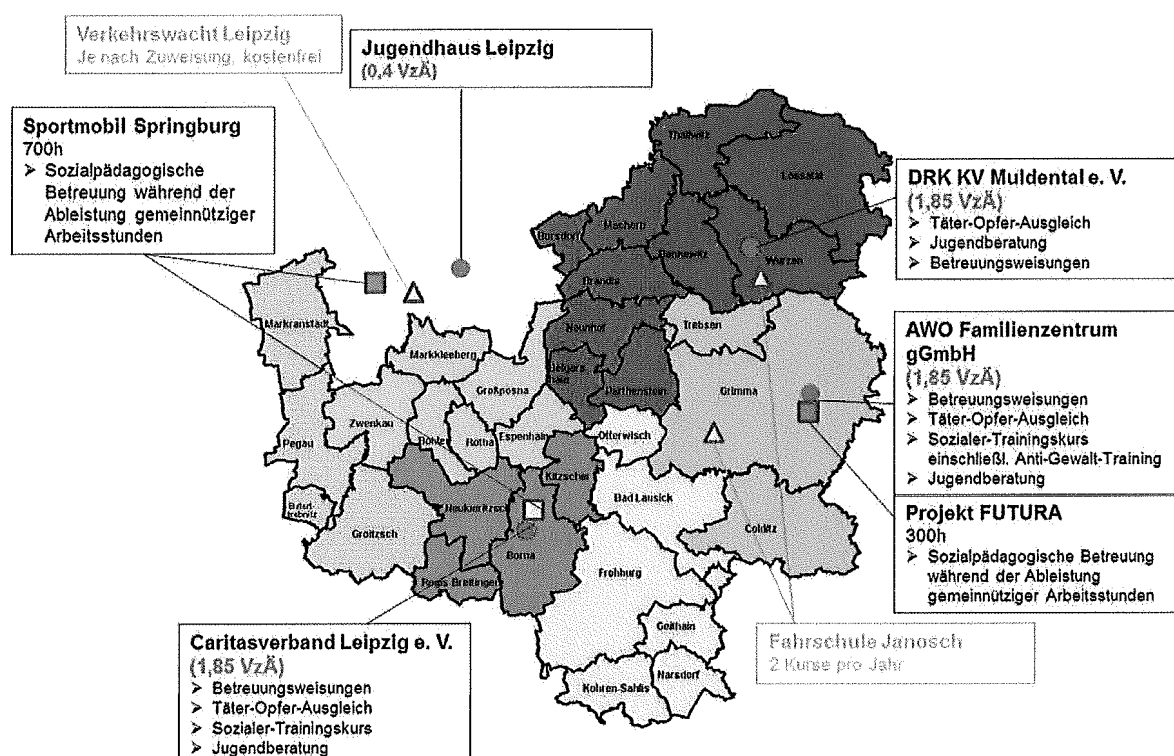 Verkehrswacht Leipzig
Je nach Zuweisung, kostenfrei
Jugendhaus Leipzig
(0,4 VzÄ)
Sportmobil Springburg
700h
➢ Sozialpädagogische
Betreuung während der
Ableistung gemeinnütziger
Arbeitsstunden
DRK KV Muldental e. V.
(1,85 VzÄ)
➢ Täter-Opfer-Ausgleich
➢ Jugendberatung
➢ Betreuungsweisungen
AWO Familienzentrum
gGmbH
(1,85 VzÄ)
➢ Betreuungsweisungen
➢ Täter-Opfer-Ausgleich
➢ Sozialer-Trainingskurs
einschließl. Anti-Gewalt-Training
➢ Jugendberatung
Projekt FUTURA
300h
➢ Sozialpädagogische Betreuung
während der Ableistung
gemeinnütziger Arbeitsstunden
Fahrschule Janosch
2 Kurse pro Jahr
Caritasverband Leipzig e. V.
(1,85 VzÄ)
➢ Betreuungsweisungen
➢ Täter-Opfer-Ausgleich
➢ Sozialer-Trainingskurs
➢ Jugendberatung
Thallwitz
Lossatal
Machern
Borsdorf
Bennewitz
Wurzen
Brandis
Markranstädt
Naunhof
Trebsen
Markkleeberg
Parthenstein
Großpösna
Grimma
Zwenkau
Böhlen
Rötha
Espenhain
Otterwisch
Pegau
Kitzscher
Bad Lausick
Neukieritzsch
Groitzsch
Colditz
Borna
Frohburg
Regis Breitingen
Geithain
Kohren-Sahlis
Narsdorf